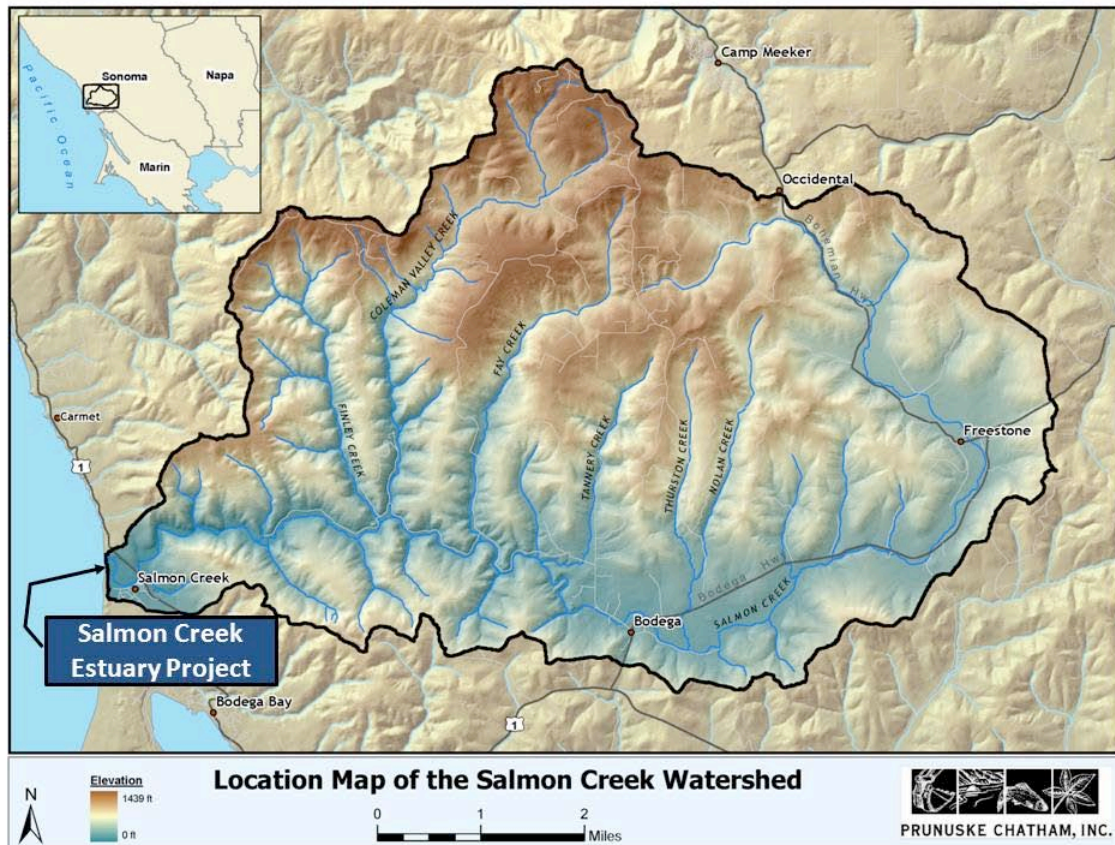 Sonoma
Napa
Pacific Ocean
Marin
Camp Meeker
Occidental
Bohemian Hwy
COLEMAN VALLEY CREEK
FAY CREEK
FINLEY CREEK
TANNERY CREEK
THURSTON CREEK
NOLAN CREEK
Carmet
1
Freestone
Bodega Hwy
SALMON CREEK
Salmon Creek
Bodega
Salmon Creek
Estuary Project
Bodega Bay
1
N
Elevation
1439 ft
0 ft
Location Map of the Salmon Creek Watershed
0 1 2
Miles
PRUNUSKE CHATHAM, INC.